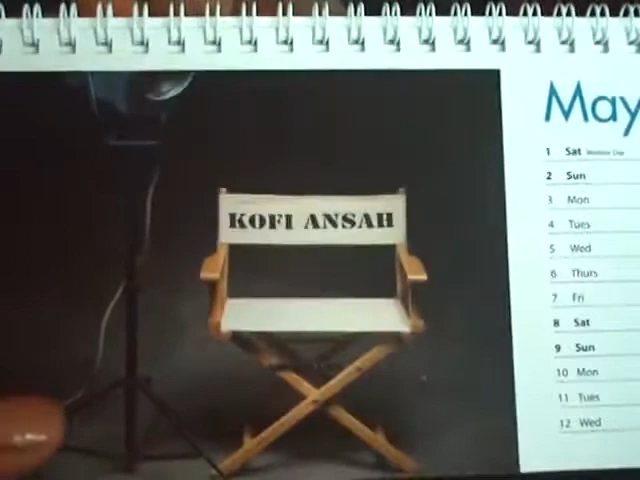 KOFI ANSAH
May
1 Sat
2 Sun
3 Mon
4 Tues
5 Wed
6 Thurs
7 Fri
8 Sat
9 Sun
10 Mon
11 Tues
12 Wed